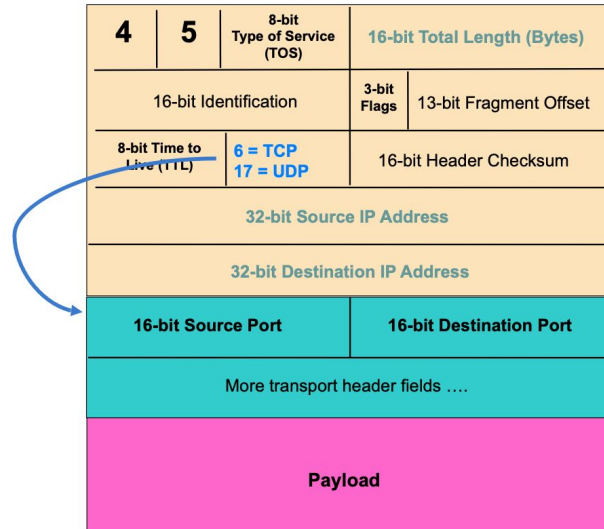 4
5
8-bit
Type of Service
(TOS)
16-bit Total Length (Bytes)
16-bit Identification
3-bit
Flags
13-bit Fragment Offset
8-bit Time to
Live (TTL)
6 = TCP
17 = UDP
16-bit Header Checksum
32-bit Source IP Address
32-bit Destination IP Address
16-bit Source Port
16-bit Destination Port
More transport header fields ….
Payload